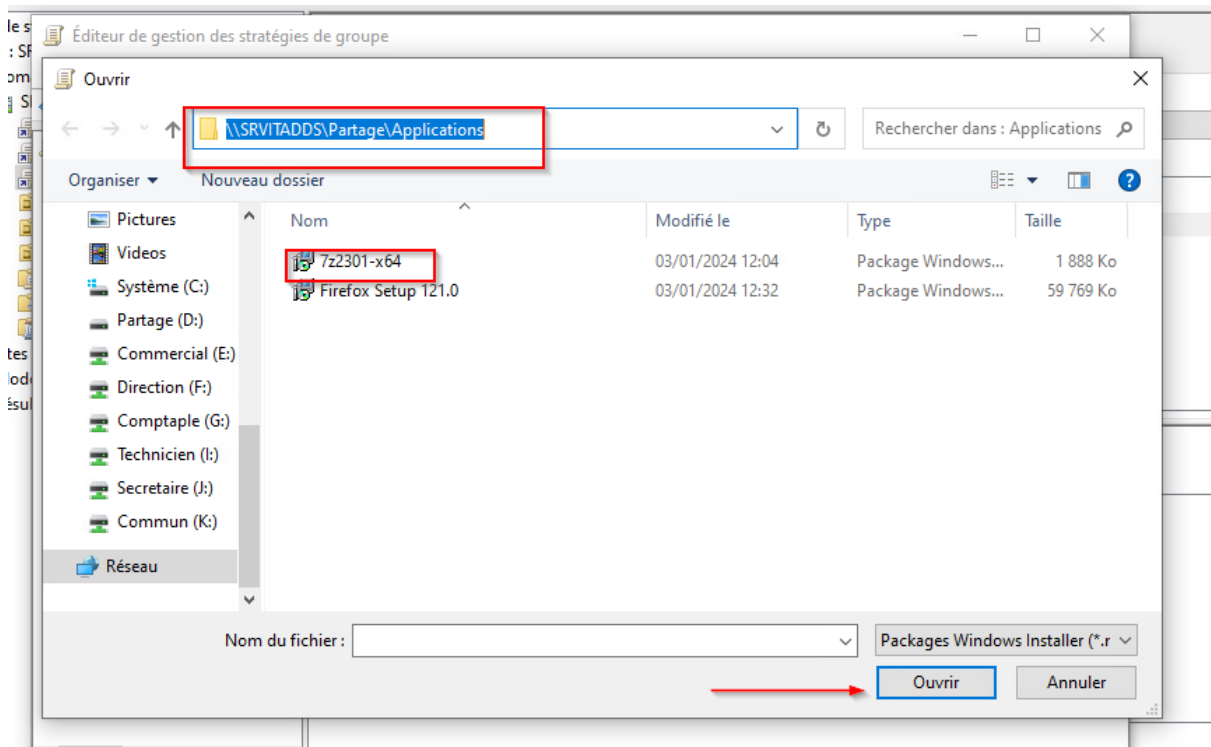 Éditeur de gestion des stratégies de groupe
Ouvrir
\\SRVITADDS\Partage\Applications
Rechercher dans : Applications
Organiser
Nouveau dossier
Nom
Modifié le
Type
Taille
Pictures
Videos
Système (C:)
Partage (D:)
Commercial (E:)
Direction (F:)
Comptaple (G:)
Technicien (I:)
Secretaire (J:)
Commun (K:)
Réseau
7z2301-x64 03/01/2024 12:04 Package Windows... 1 888 Ko
Firefox Setup 121.0 03/01/2024 12:32 Package Windows... 59 769 Ko
Nom du fichier :
Packages Windows Installer (*.r
Ouvrir
Annuler